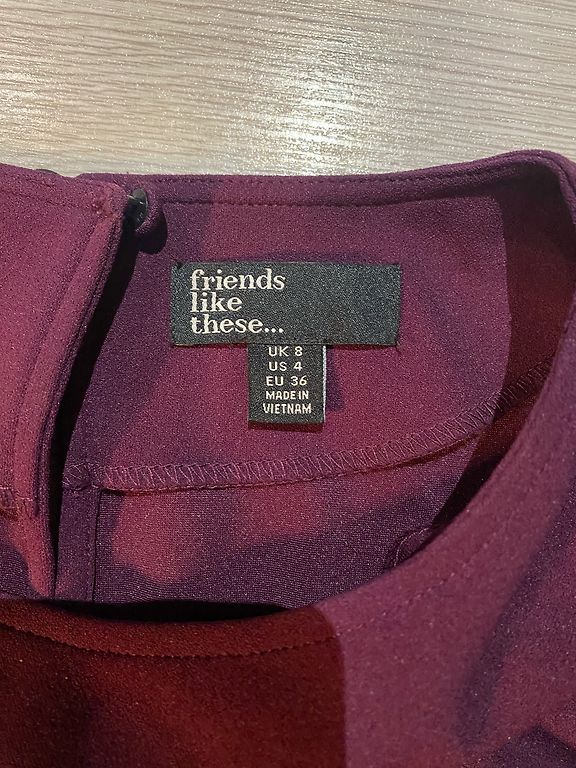 friends
like
these...
UK 8
US 4
EU 36
MADE IN
VIETNAM